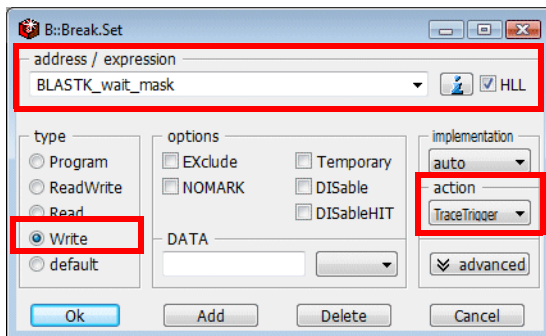 B::Break.Set
address / expression
BLASTK_wait_mask
HLL
type
options
implementation
Program
EXclude
Temporary
auto
ReadWrite
NOMARK
DISable
action
Read
DISableHIT
TraceTrigger
Write
DATA
default
advanced
Ok
Add
Delete
Cancel